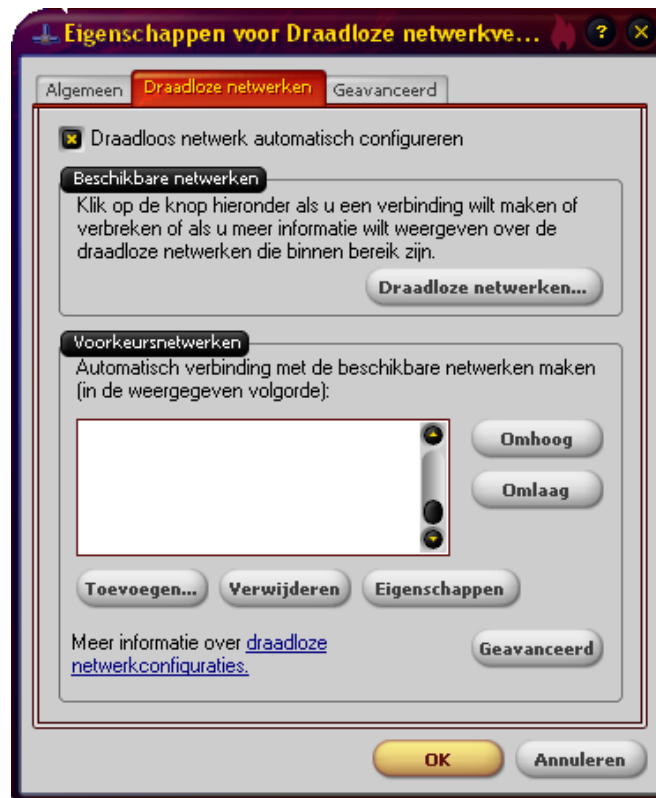 Eigenschappen voor Draadloze netwerkve...
Algemeen
Draadloze netwerken
Geavanceerd
Draadloos netwerk automatisch configureren
Beschikbare netwerken
Klik op de knop hieronder als u een verbinding wilt maken of
verbreken of als u meer informatie wilt weergeven over de
draadloze netwerken die binnen bereik zijn.
Draadloze netwerken...
Voorkeursnetwerken
Automatisch verbinding met de beschikbare netwerken maken
(in de weergegeven volgorde):
Omhoog
Omlaag
Toevoegen...
Verwijderen
Eigenschappen
Meer informatie over draadloze
netwerkconfiguraties.
Geavanceerd
OK
Annuleren